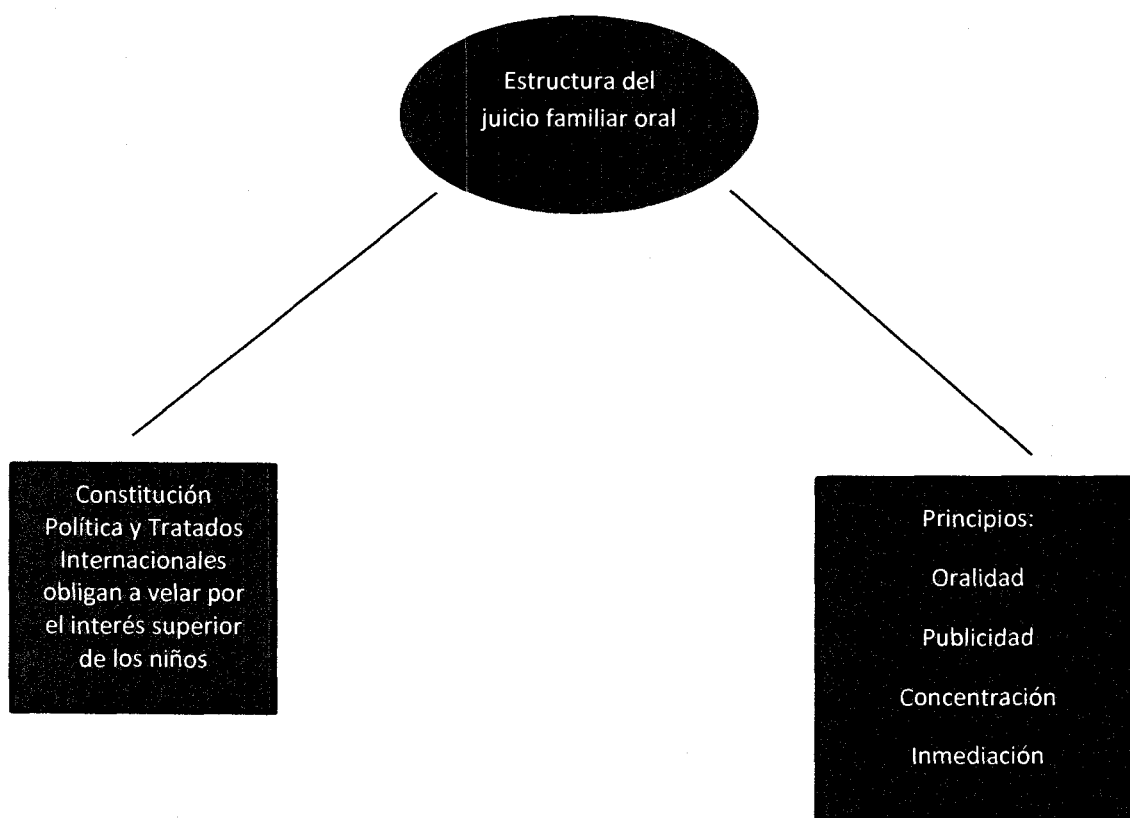 Estructura del
juicio familiar oral
Constitución
Política y Tratados
Internacionales
obligan a velar por
el interés superior
de los niños
Principios:
Oralidad
Publicidad
Concentración
Inmediación